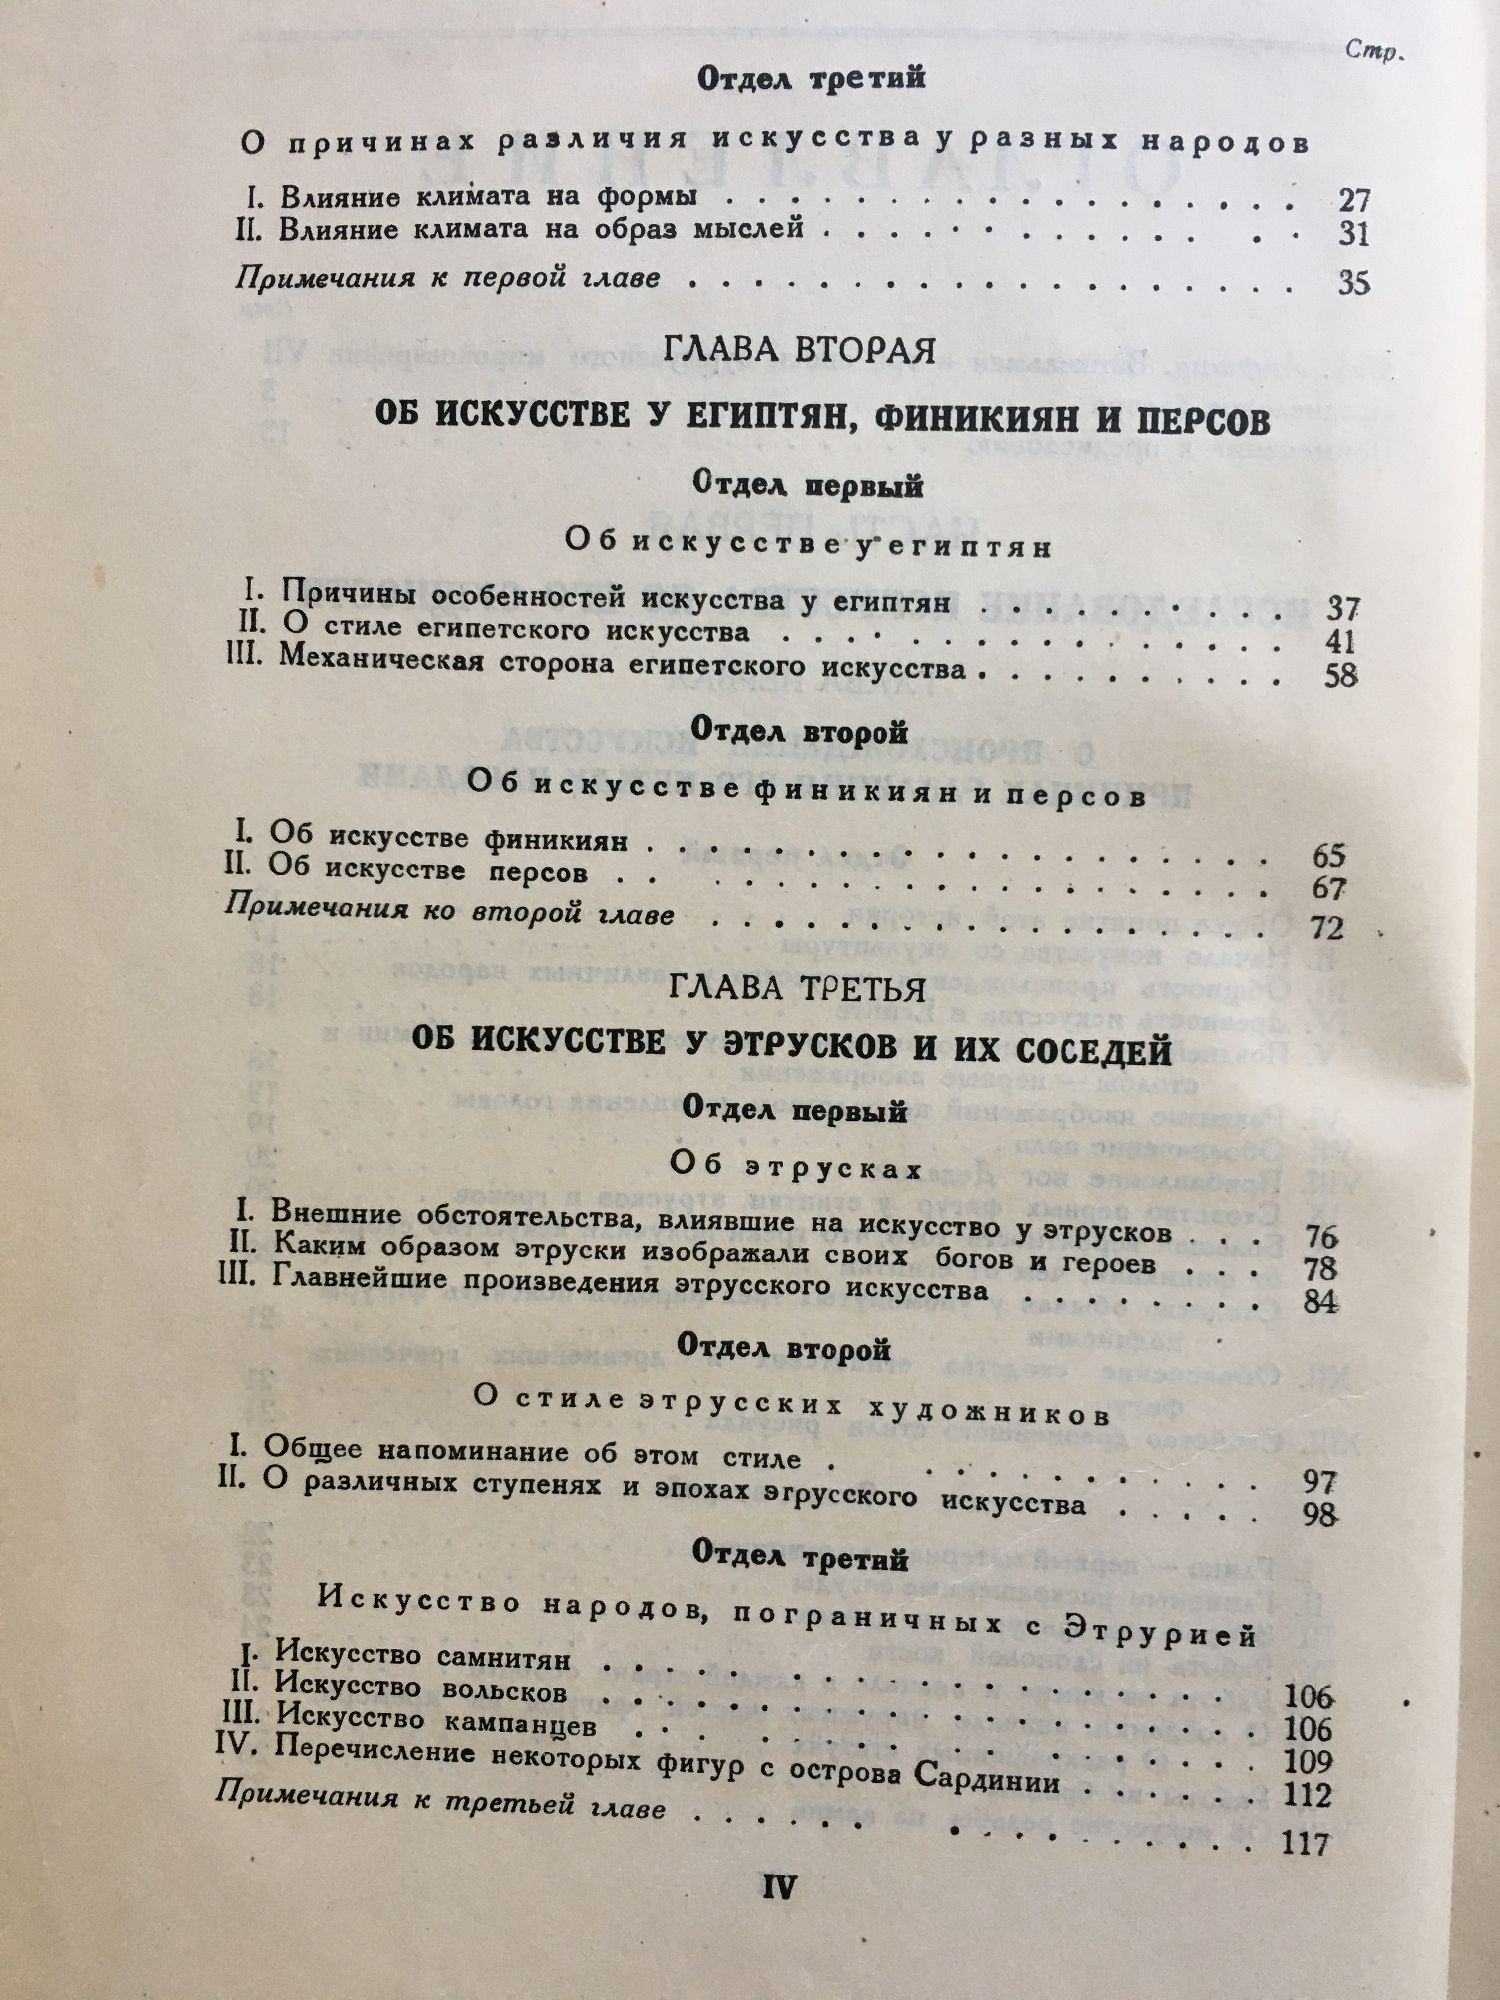 Стр.
Отдел третий
О причинах различия искусства у разных народов
I. Влияние климата на формы . . . . . . . . . . . . . . . . . . 27
II. Влияние климата на образ мыслей . . . . . . . . . . . . . . 31
Примечания к первой главе . . . . . . . . . . . . . . . . . . . 35
ГЛАВА ВТОРАЯ
ОБ ИСКУССТВЕ У ЕГИПТЯН, ФИНИКИЯН И ПЕРСОВ
Отдел первый
Об искусстве у египтян
I. Причины особенностей искусства у египтян . . . . . . . . . . 37
II. О стиле египетского искусства . . . . . . . . . . . . . . . . 41
III. Механическая сторона египетского искусства . . . . . . . . . . 58
Отдел второй
Об искусстве финикиян и персов
I. Об искусстве финикиян . . . . . . . . . . . . . . . . . . . . 65
II. Об искусстве персов . . . . . . . . . . . . . . . . . . . . 67
Примечания ко второй главе . . . . . . . . . . . . . . . . . . 72
ГЛАВА ТРЕТЬЯ
ОБ ИСКУССТВЕ У ЭТРУСКОВ И ИХ СОСЕДЕЙ
Отдел первый
Об этрусках
I. Внешние обстоятельства, влиявшие на искусство у этрусков . . . 76
II. Каким образом этруски изображали своих богов и героев . . . 78
III. Главнейшие произведения этрусского искусства . . . . . . . . 84
Отдел второй
О стиле этрусских художников
I. Общее напоминание об этом стиле . . . . . . . . . . . . 97
II. О различных ступенях и эпохах этрусского искусства . . . . . 98
Отдел третий
Искусство народов, пограничных с Этрурией
I. Искусство самнитян . . . . . . . . . . . . . . . . . . . 106
II. Искусство вольсков . . . . . . . . . . . . . . . . . . . . 106
III. Искусство кампанцев . . . . . . . . . . . . . . . . . . 109
IV. Перечисление некоторых фигур с острова Сардинии . . . . . . 112
Примечания к третьей главе . . . . . . . . . . . . . . . . 117
IV